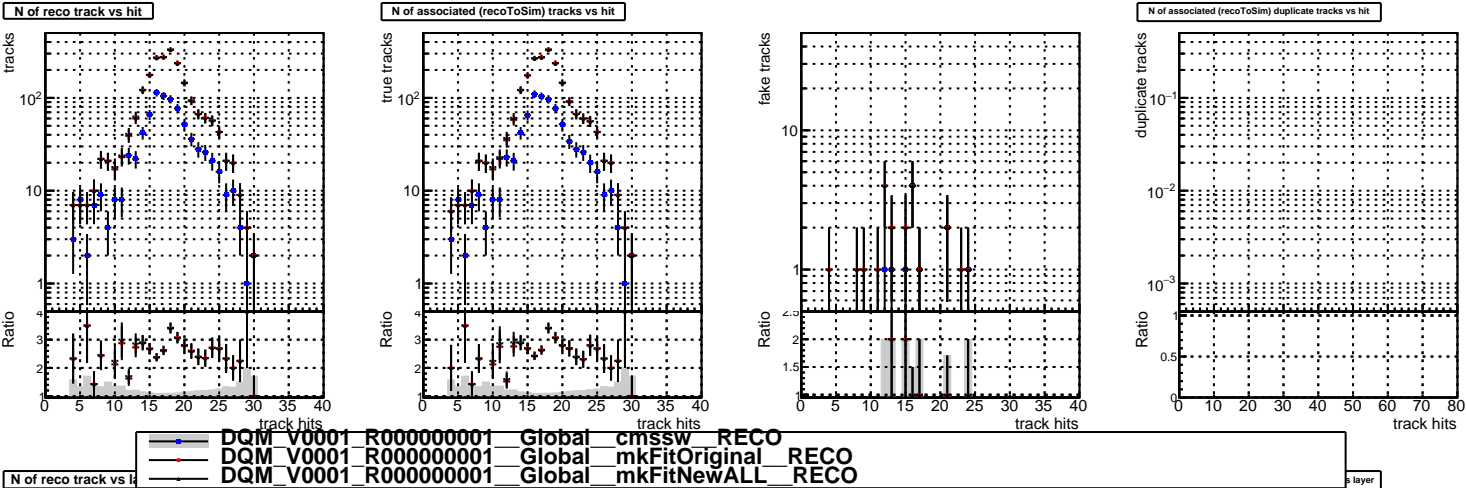 N of reco track vs hit
N of associated (recoToSim) tracks vs hit
N of associated (recoToSim) duplicate tracks vs hit
tracks
10²
10
1
Ratio
4
3
2
1
0 5 10 15 20 25 30 35 40
track hits
true tracks
10²
10
1
Ratio
4
3
2
1
0 5 10 15 20 25 30 35 40
track hits
fake tracks
10
1
Ratio
2.5
2
1.5
1
0 5 10 15 20 25 30 35 40
track hits
duplicate tracks
10⁻¹
10⁻²
10⁻³
Ratio
1
0.5
0
0 10 20 30 40 50 60 70 80
track hits
DQM_V0001_R000000001__Global__cmssw__RECO
DQM_V0001_R000000001__Global__mkFitOriginal__RECO
DQM_V0001_R000000001__Global__mkFitNewALL__RECO
N of reco track vs
layer